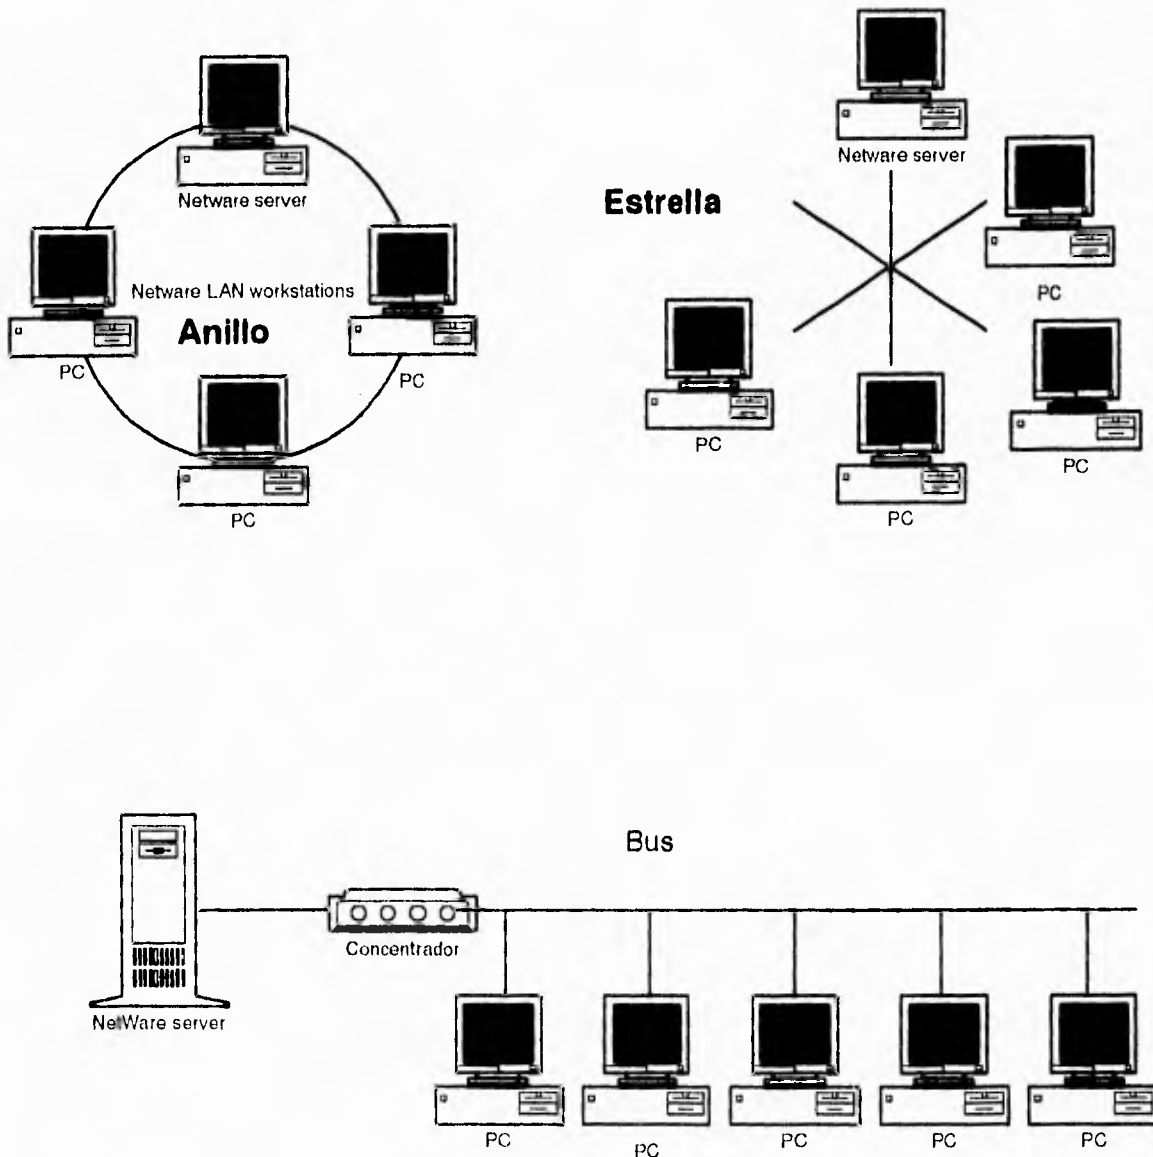 Netware server
Netware LAN workstations
Anillo
PC
PC
PC
Netware server
Estrella
PC
PC
PC
PC
Bus
Concentrador
NetWare server
PC
PC
PC
PC
PC